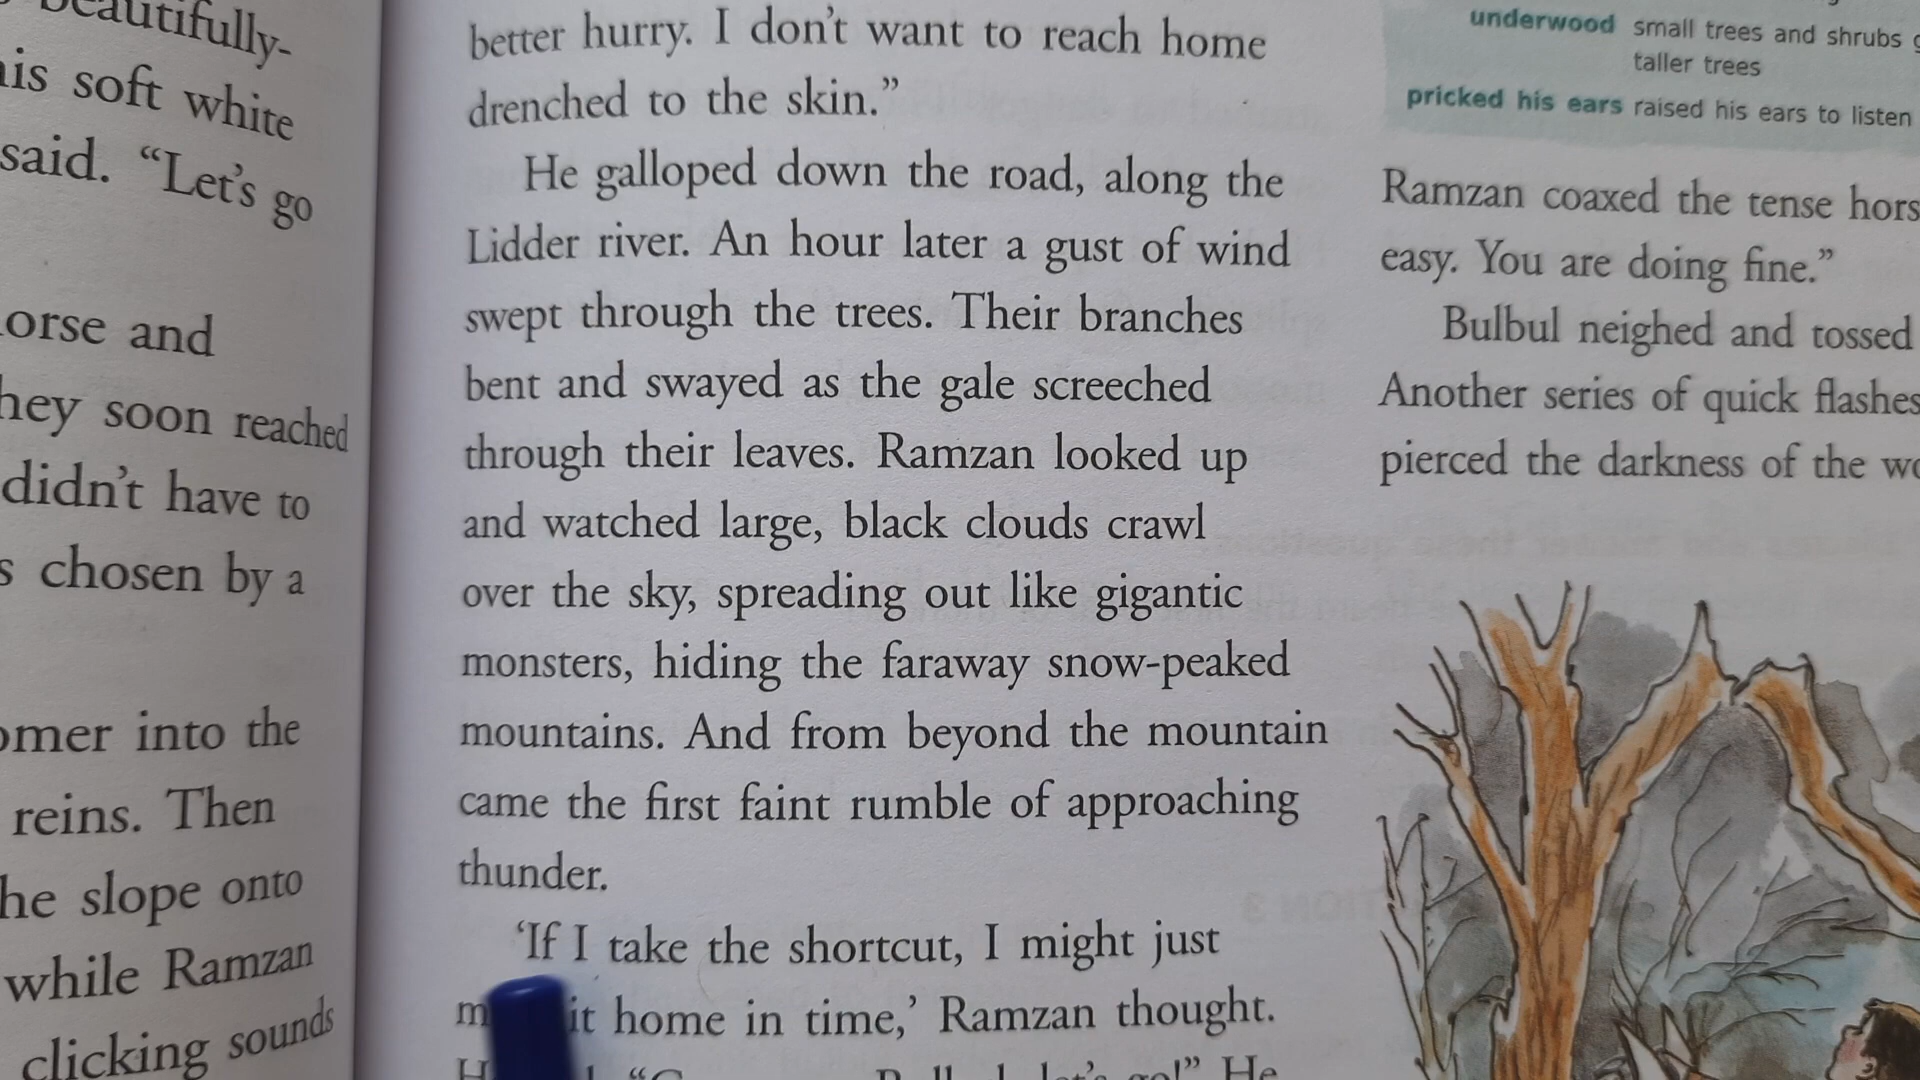 beautifully-
his soft white
said. “Let’s go
horse and
hey soon reached
didn’t have to
s chosen by a
omer into the
reins. Then
he slope onto
while Ramzan
clicking sounds
better hurry. I don’t want to reach home
drenched to the skin.”
He galloped down the road, along the
Lidder river. An hour later a gust of wind
swept through the trees. Their branches
bent and swayed as the gale screeched
through their leaves. Ramzan looked up
and watched large, black clouds crawl
over the sky, spreading out like gigantic
monsters, hiding the faraway snow-peaked
mountains. And from beyond the mountain
came the first faint rumble of approaching
thunder.
‘If I take the shortcut, I might just
it home in time,’ Ramzan thought.
let’s go!” He
underwood small trees and shrubs
taller trees
pricked his ears raised his ears to listen
Ramzan coaxed the tense hors
easy. You are doing fine.”
Bulbul neighed and tossed
Another series of quick flashes
pierced the darkness of the wo